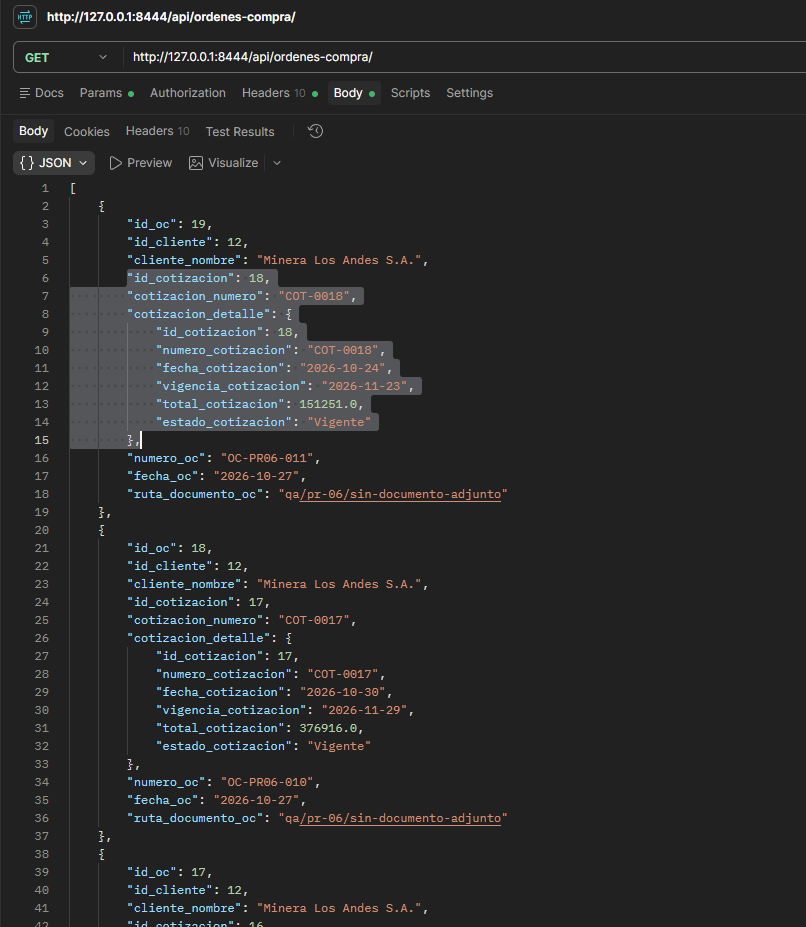 HTTP http://127.0.0.1:8444/api/ordenes-compra/
GET http://127.0.0.1:8444/api/ordenes-compra/
Docs Params Authorization Headers 10 Body Scripts Settings
Body Cookies Headers 10 Test Results
{ } JSON Preview Visualize
1 [
2 {
3 "id_oc": 19,
4 "id_cliente": 12,
5 "cliente_nombre": "Minera Los Andes S.A.",
6 "id_cotizacion": 18,
7 "cotizacion_numero": "COT-0018",
8 "cotizacion_detalle": {
9 "id_cotizacion": 18,
10 "numero_cotizacion": "COT-0018",
11 "fecha_cotizacion": "2026-10-24",
12 "vigencia_cotizacion": "2026-11-23",
13 "total_cotizacion": 151251.0,
14 "estado_cotizacion": "Vigente"
15 },
16 "numero_oc": "OC-PR06-011",
17 "fecha_oc": "2026-10-27",
18 "ruta_documento_oc": "qa/pr-06/sin-documento-adjunto"
19 },
20 {
21 "id_oc": 18,
22 "id_cliente": 12,
23 "cliente_nombre": "Minera Los Andes S.A.",
24 "id_cotizacion": 17,
25 "cotizacion_numero": "COT-0017",
26 "cotizacion_detalle": {
27 "id_cotizacion": 17,
28 "numero_cotizacion": "COT-0017",
29 "fecha_cotizacion": "2026-10-30",
30 "vigencia_cotizacion": "2026-11-29",
31 "total_cotizacion": 376916.0,
32 "estado_cotizacion": "Vigente"
33 },
34 "numero_oc": "OC-PR06-010",
35 "fecha_oc": "2026-10-27",
36 "ruta_documento_oc": "qa/pr-06/sin-documento-adjunto"
37 },
38 {
39 "id_oc": 17,
40 "id_cliente": 12,
41 "cliente_nombre": "Minera Los Andes S.A.",
42 "id_cotizacion": 16,